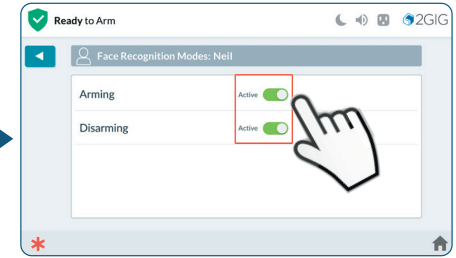 Ready to Arm
2GIG
Face Recognition Modes: Neil
Arming Active
Disarming Active